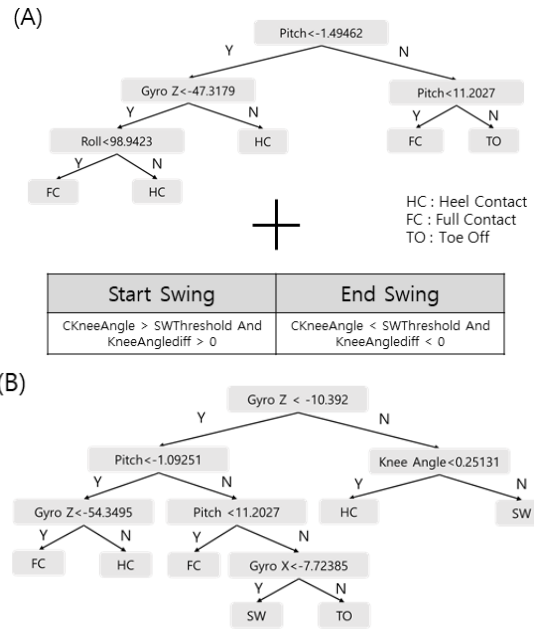 (A)
Pitch<-1.49462
Y N
Gyro Z<-47.3179 Pitch<11.2027
Y N Y N
Roll<98.9423 HC FC TO
Y N
FC HC
HC : Heel Contact
FC : Full Contact
TO : Toe Off
Start Swing End Swing
CKneeAngle > SWThreshold And CKneeAngle < SWThreshold And
KneeAnglediff > 0 KneeAnglediff < 0
(B)
Gyro Z < -10.392
Y N
Pitch<-1.09251 Knee Angle<0.25131
Y N Y N
Gyro Z<-54.3495 Pitch <11.2027 HC SW
Y N Y N
FC HC FC Gyro X<-7.72385
Y N
SW TO